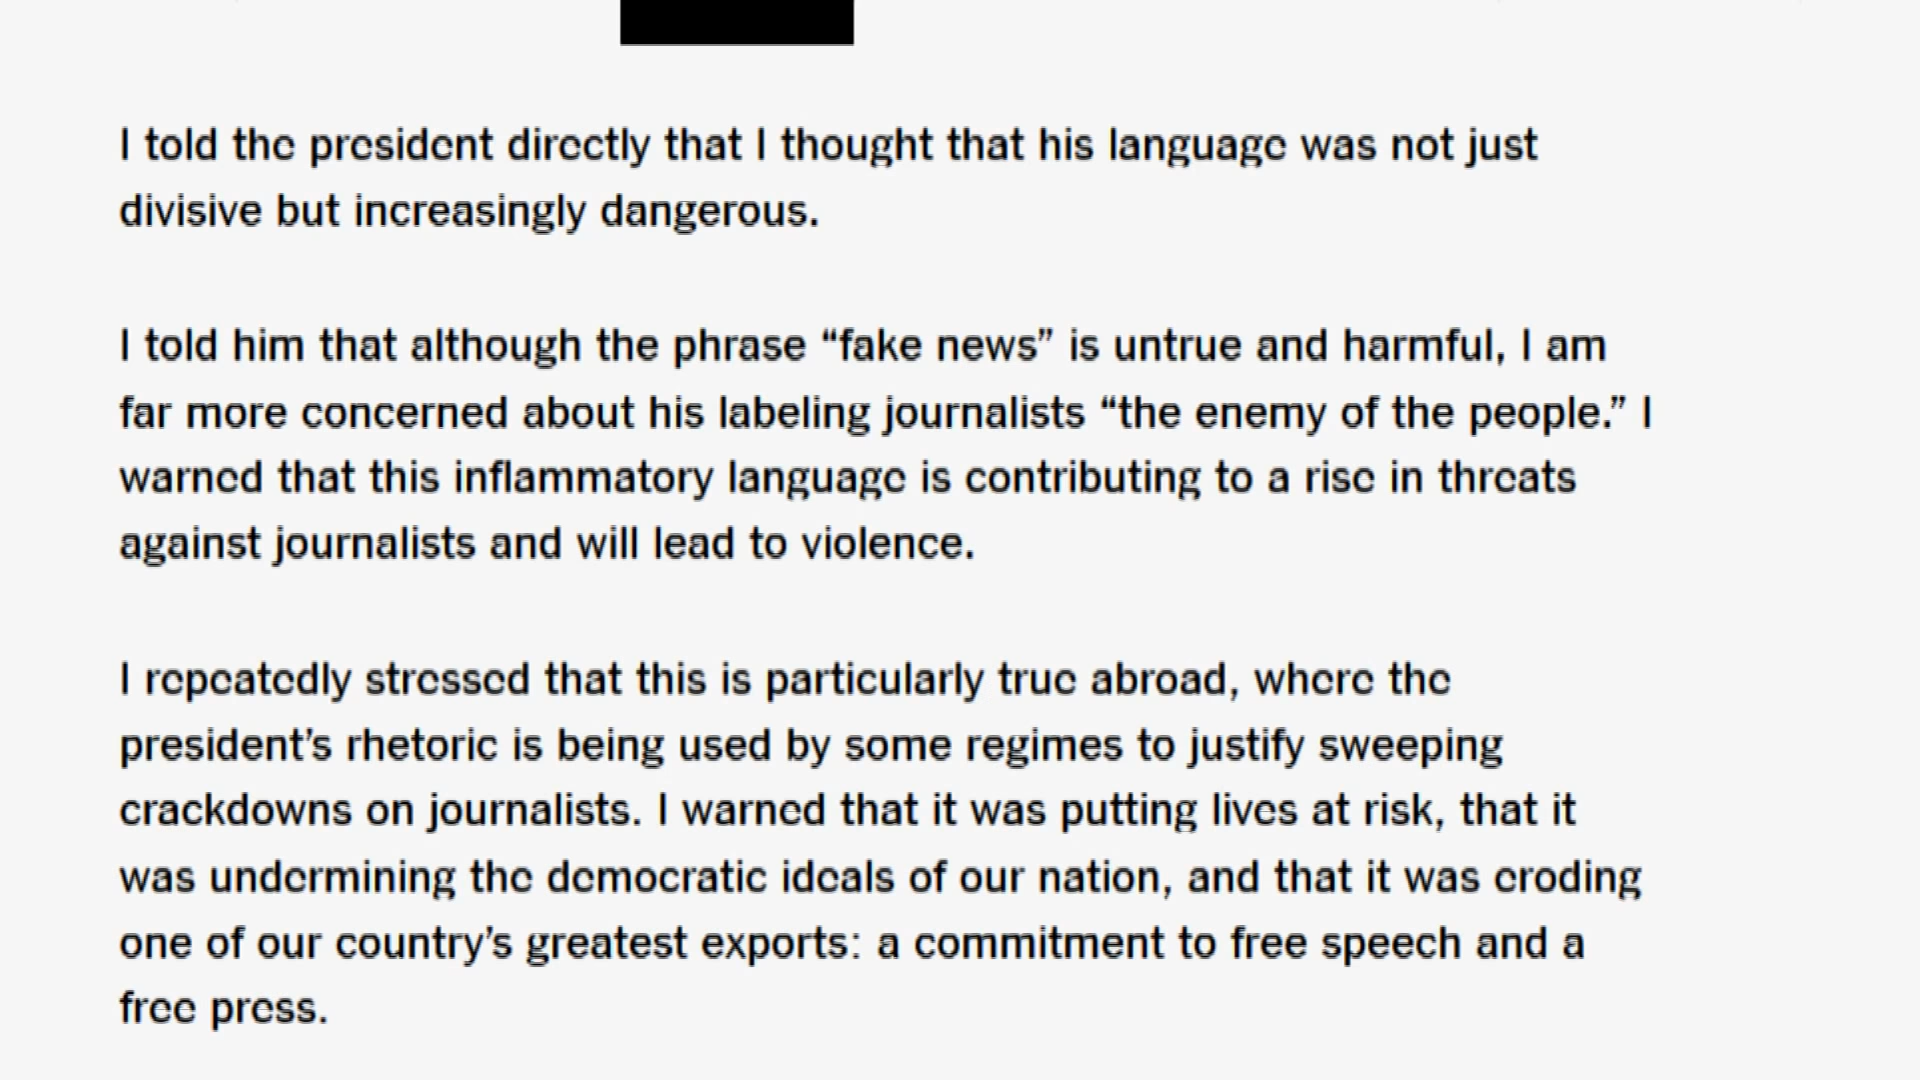 I told the president directly that I thought that his language was not just
divisive but increasingly dangerous.
I told him that although the phrase “fake news” is untrue and harmful, I am
far more concerned about his labeling journalists “the enemy of the people.” I
warned that this inflammatory language is contributing to a rise in threats
against journalists and will lead to violence.
I repeatedly stressed that this is particularly true abroad, where the
president’s rhetoric is being used by some regimes to justify sweeping
crackdowns on journalists. I warned that it was putting lives at risk, that it
was undermining the democratic ideals of our nation, and that it was eroding
one of our country’s greatest exports: a commitment to free speech and a
free press.